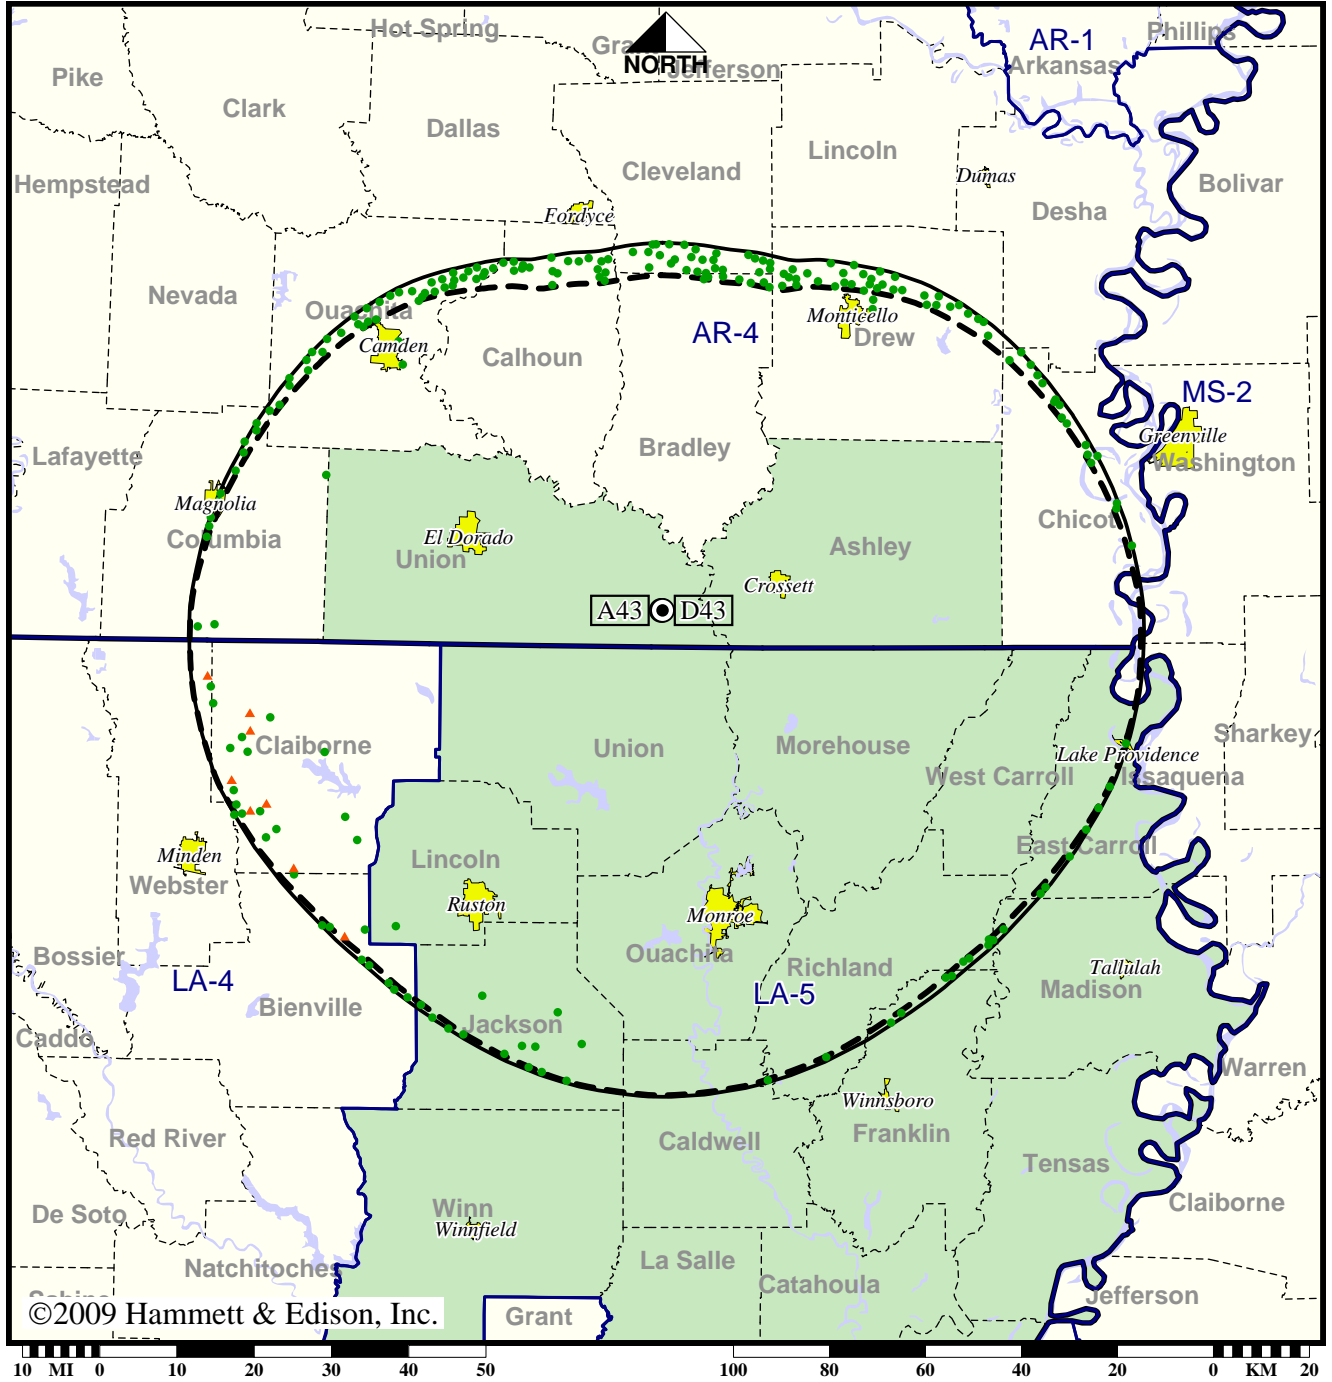 Hot Spring
AR-1
Phillips
NORTH
Jefferson
Arkansas
Pike
Clark
Dallas
Lincoln
Cleveland
Hempstead
Dumas
Bolivar
Desha
Fordyce
Nevada
Ouachita
Monticello
AR-4
Drew
Camden
Calhoun
MS-2
Greenville
Bradley
Lafayette
Washington
Magnolia
Chicot
Columbia
El Dorado
Union
Ashley
Crossett
A43
D43
Claiborne
Union
Morehouse
Sharkey
Lake Providence
West Carroll
Issaquena
East Carroll
Minden
Lincoln
Webster
Ruston
Monroe
Ouachita
Bossier
Richland
Tallulah
LA-4
LA-5
Madison
Bienville
Jackson
Caddo
Warren
Winnsboro
Franklin
Red River
Caldwell
Tensas
Claiborne
De Soto
Winn
Winnfield
La Salle
Natchitoches
Catahoula
Jefferson
©2009 Hammett & Edison, Inc.
Grant
10 MI 0 10 20 30 40 50
100 80 60 40 20 0 KM 20